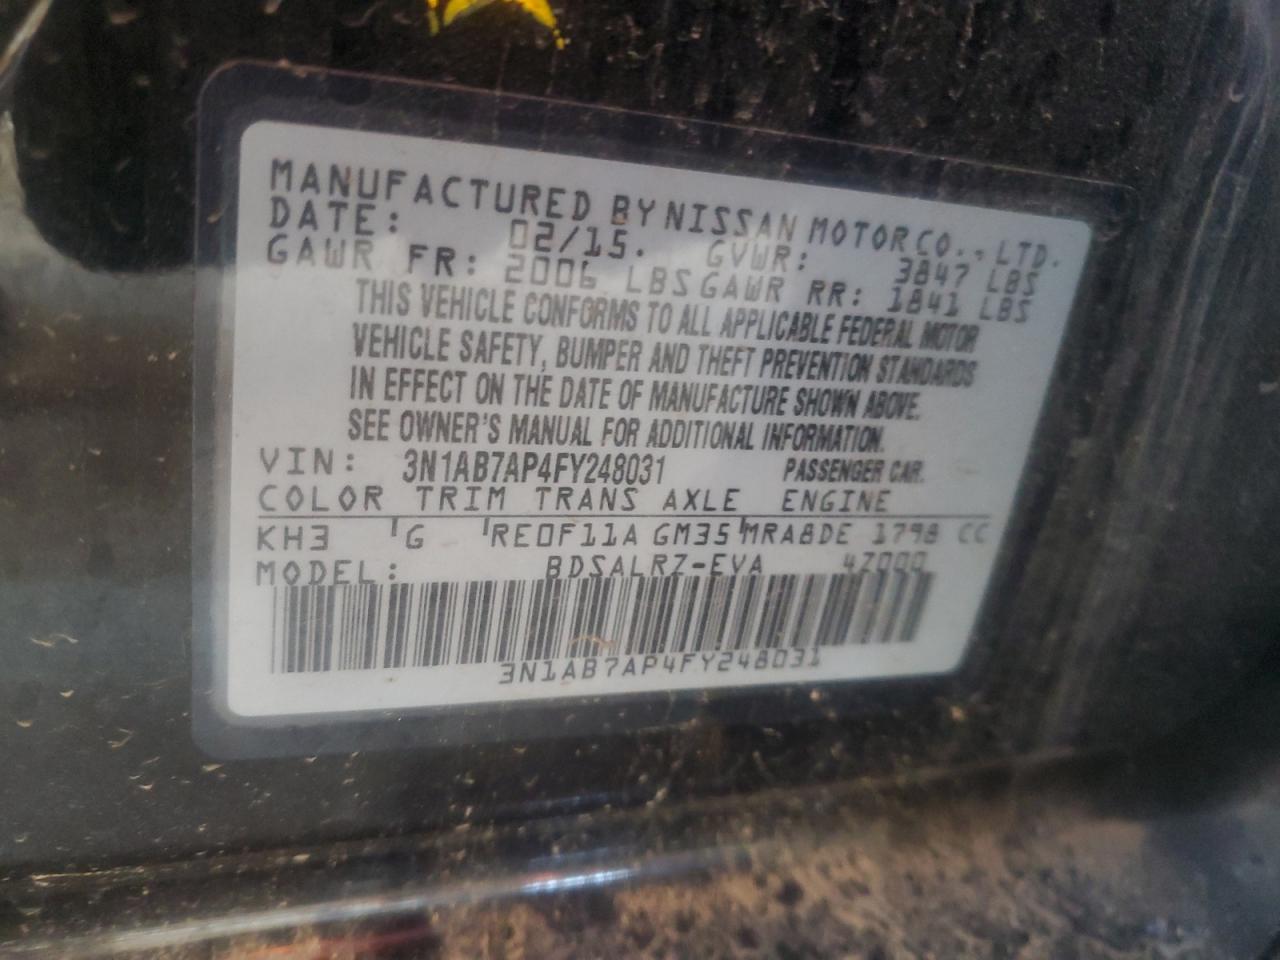 MANUFACTURED BY NISSAN MOTOR CO., LTD.
DATE: 02/15. GVWR: 3847 LBS
GAWR FR: 2006 LBS GAWR RR: 1841 LBS
THIS VEHICLE CONFORMS TO ALL APPLICABLE FEDERAL MOTOR
VEHICLE SAFETY, BUMPER AND THEFT PREVENTION STANDARDS
IN EFFECT ON THE DATE OF MANUFACTURE SHOWN ABOVE.
SEE OWNER'S MANUAL FOR ADDITIONAL INFORMATION.
VIN: 3N1AB7AP4FY248031 PASSENGER CAR.
COLOR TRIM TRANS AXLE ENGINE
KH3 G RE0F11A GM35 MRA8DE 1798 CC
MODEL: BDSALRZ-EVA 4Z000
3N1AB7AP4FY248031